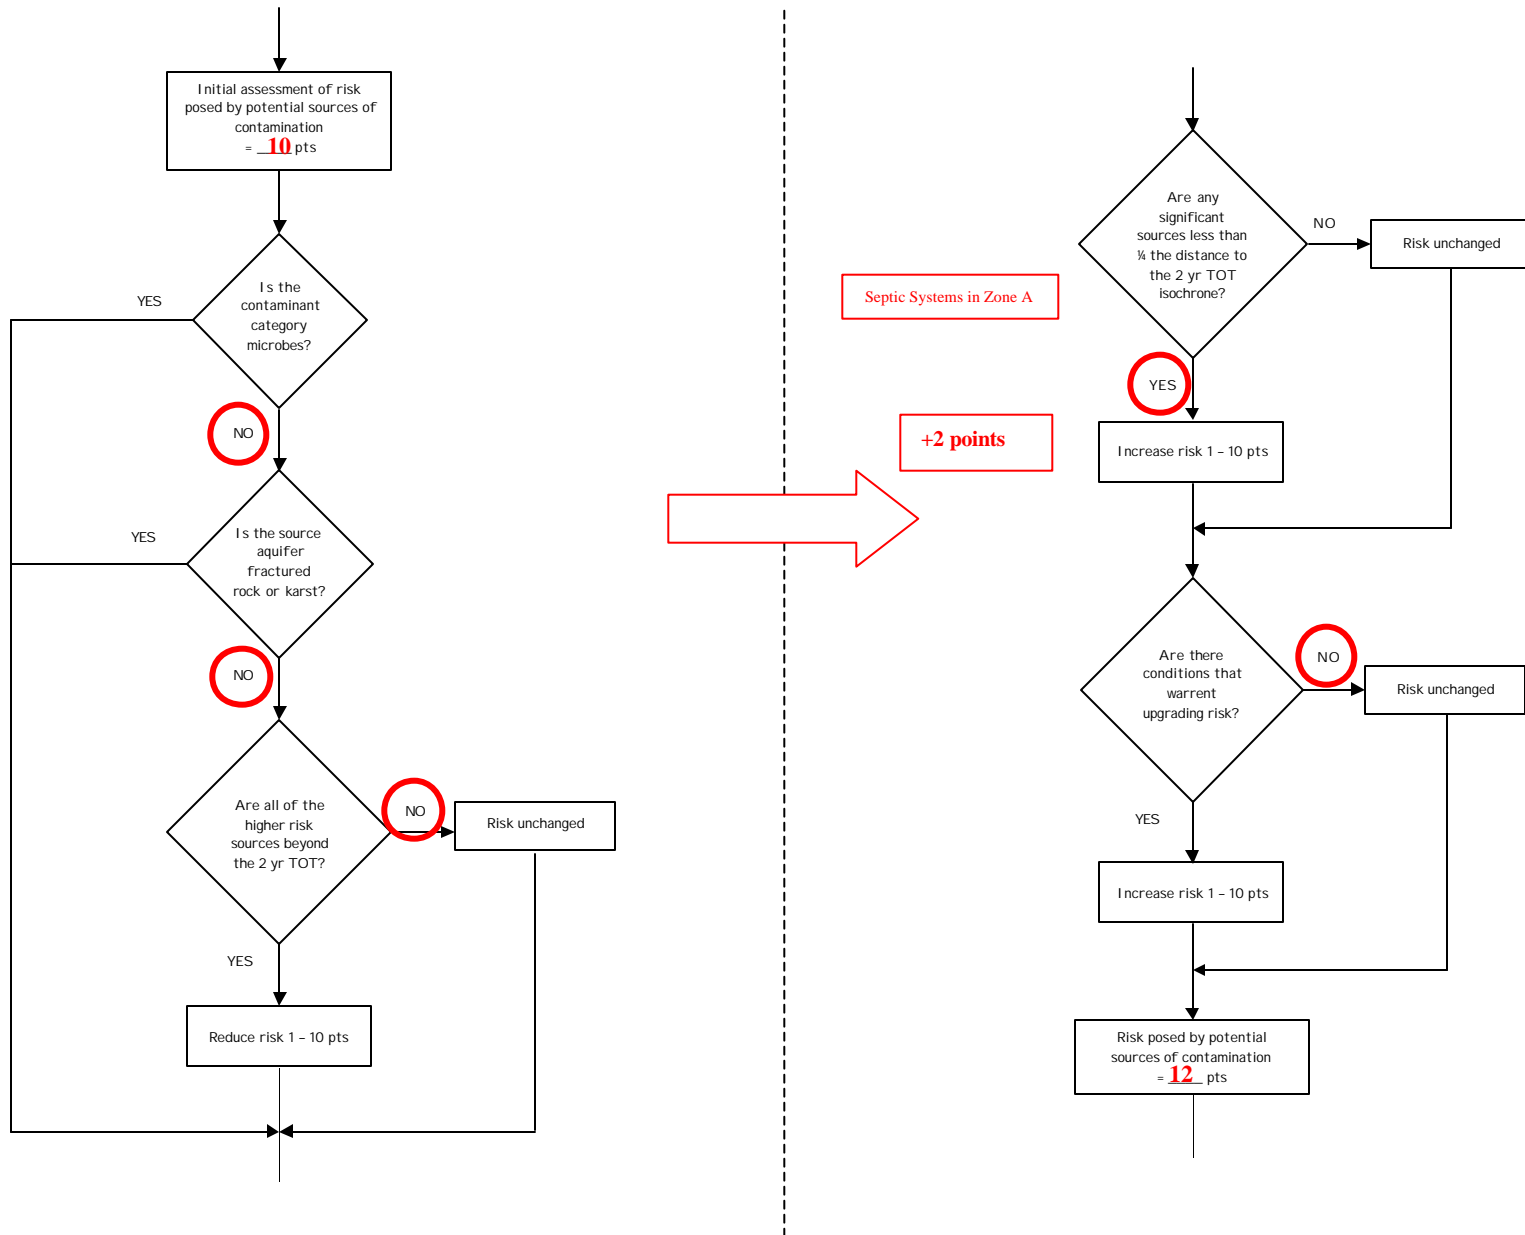 Initial assessment of risk
posed by potential sources of
contamination
= 10 pts
Is the
contaminant
category
microbes?
YES
NO
Is the source
aquifer
fractured
rock or karst?
YES
NO
Are all of the
higher risk
sources beyond
the 2 yr TOT?
NO
Risk unchanged
YES
Reduce risk 1 – 10 pts
Are any
significant
sources less than
¼ the distance to
the 2 yr TOT
isochrone?
NO
Risk unchanged
Septic Systems in Zone A
YES
+2 points
Increase risk 1 – 10 pts
Are there
conditions that
warrent
upgrading risk?
NO
Risk unchanged
YES
Increase risk 1 – 10 pts
Risk posed by potential
sources of contamination
= 12 pts